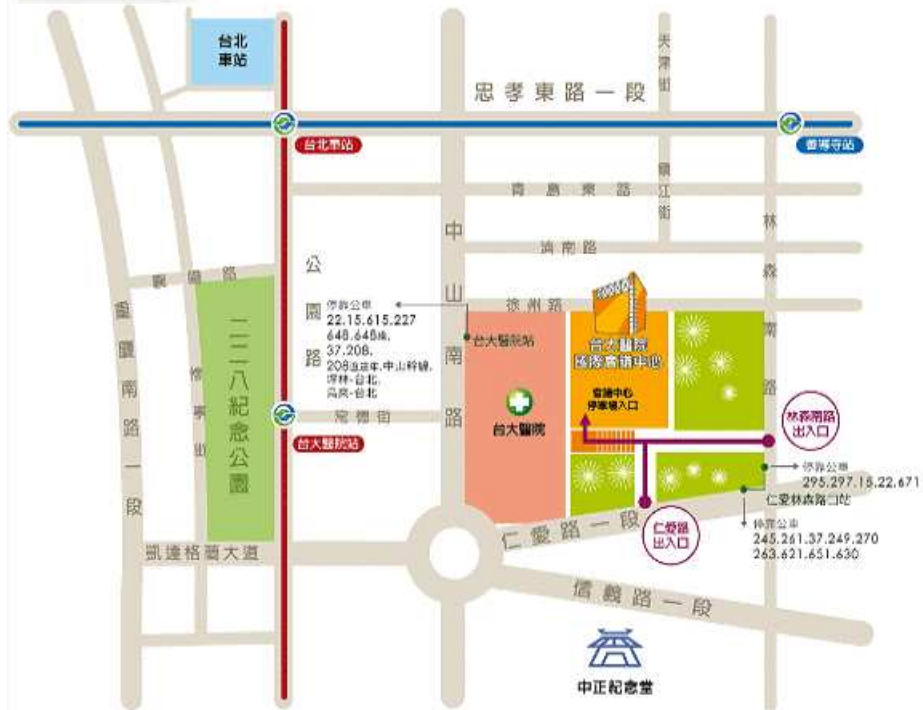 台北
車站
天津街
忠孝東路一段
台北車站
善導寺站
青島東路
鎮江街
林森南路
濟南路
中山南路
公園路
襄陽路
徐州路
停靠公車
22.15.615.227
648.648綠.
37.208.
208直達車.中山幹線.
坪林-台北.
烏來-台北
台大醫院站
台大醫院
國際會議中心
會議中心
停車場入口
台大醫院
二二八紀念公園
懷寧街
重慶南路一段
常德街
台大醫院站
林森南路
出入口
停靠公車
295.297.15.22.671
仁愛林森路口站
仁愛路一段
仁愛路
出入口
停靠公車
245.261.37.249.270
263.621.651.630
凱達格蘭大道
信義路一段
中正紀念堂